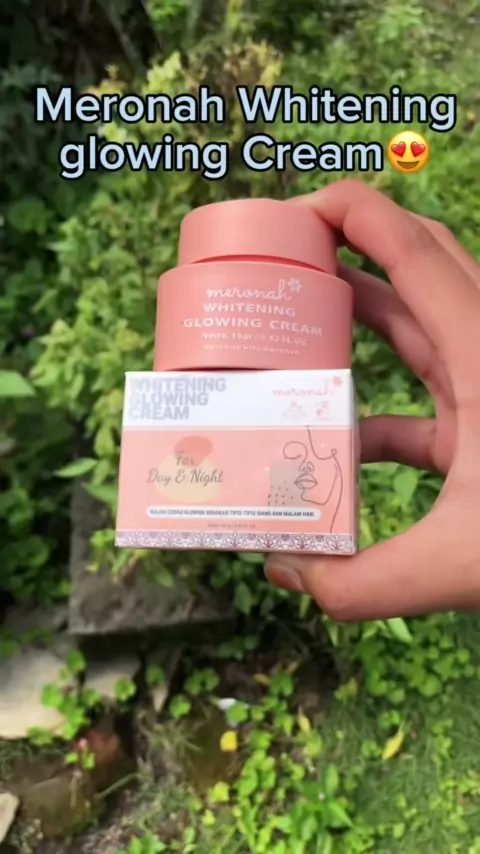 Meronah Whitening
glowing Cream😍
meronah
WHITENING
GLOWING CREAM
WHITENING
GLOWING
CREAM
meronah
For
Day & Night